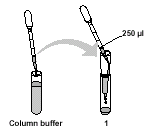 250 µl
Column buffer
1